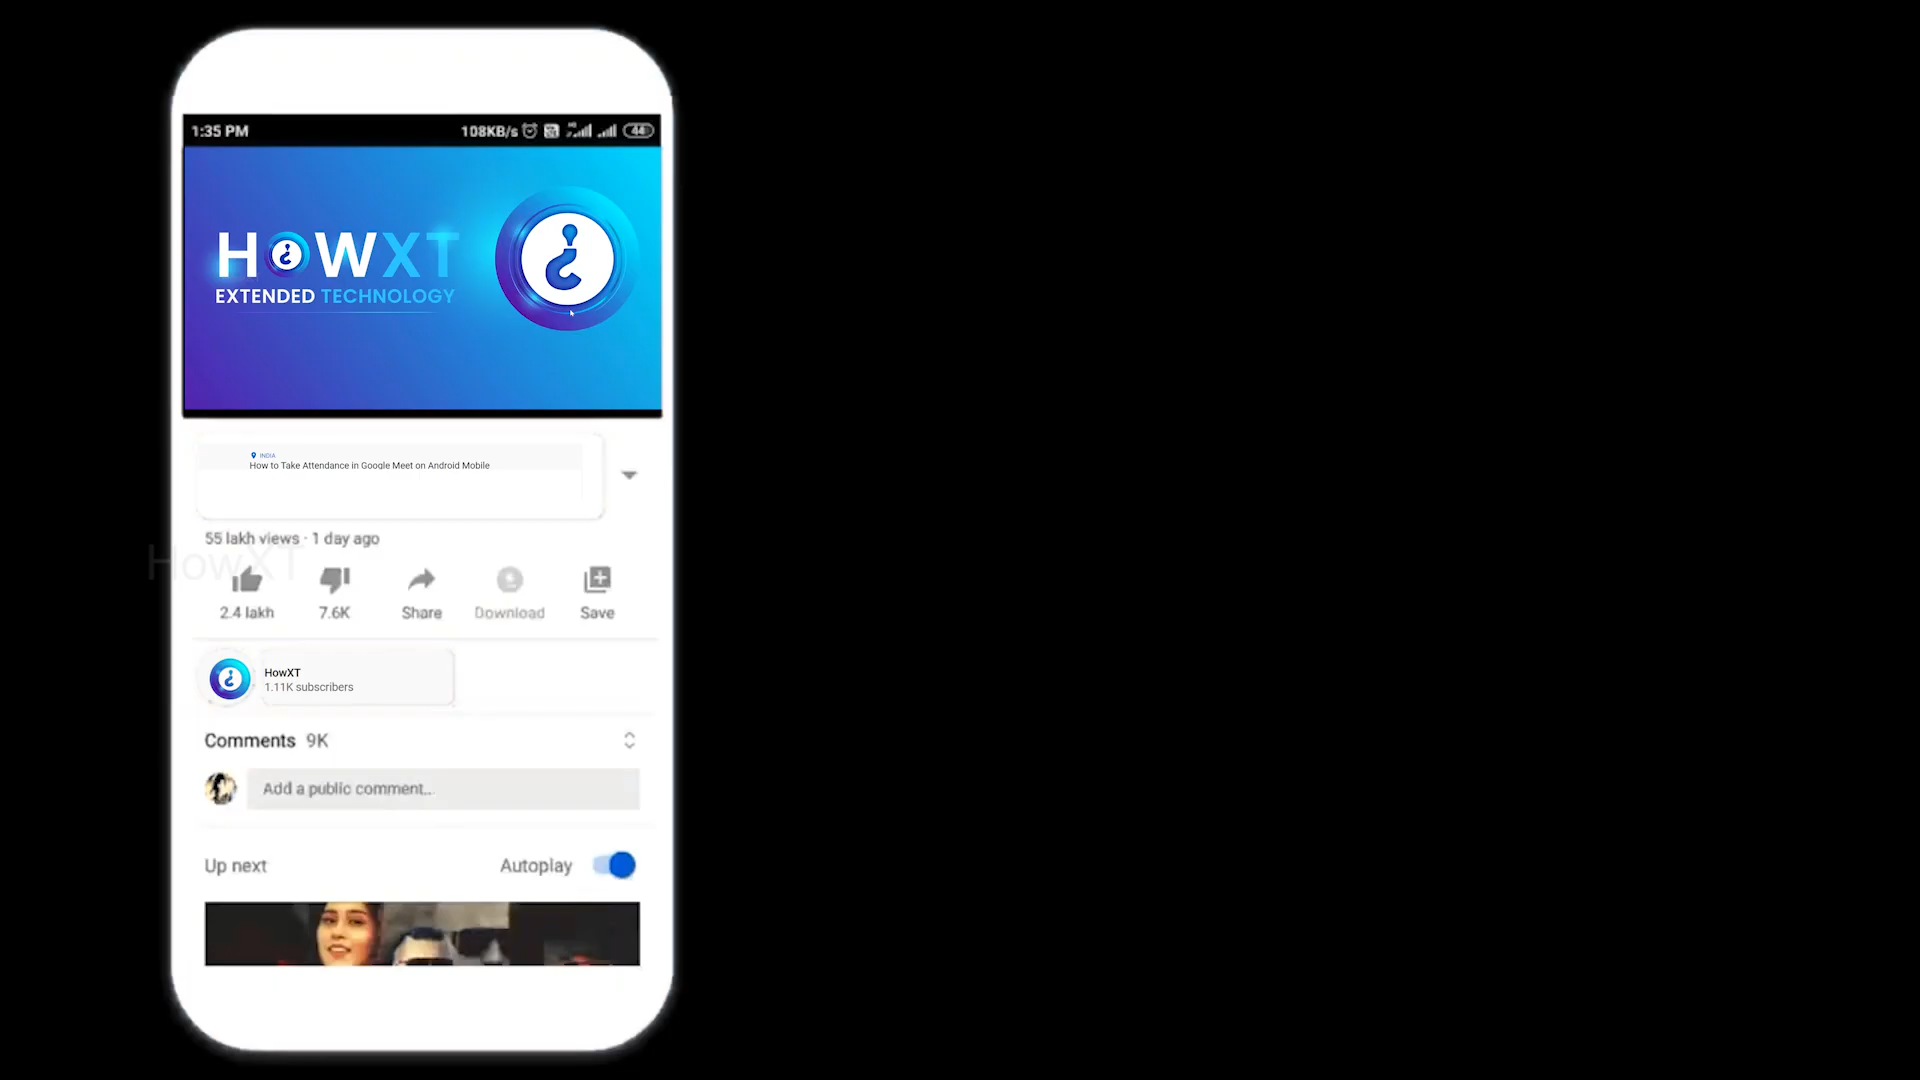 1:35 PM
108KB/s
44
HOWXT
EXTENDED TECHNOLOGY
INDIA
How to Take Attendance in Google Meet on Android Mobile
55 lakh views · 1 day ago
HowXT
2.4 lakh
7.6K
Share
Download
Save
HowXT
1.11K subscribers
Comments 9K
Add a public comment...
Up next
Autoplay